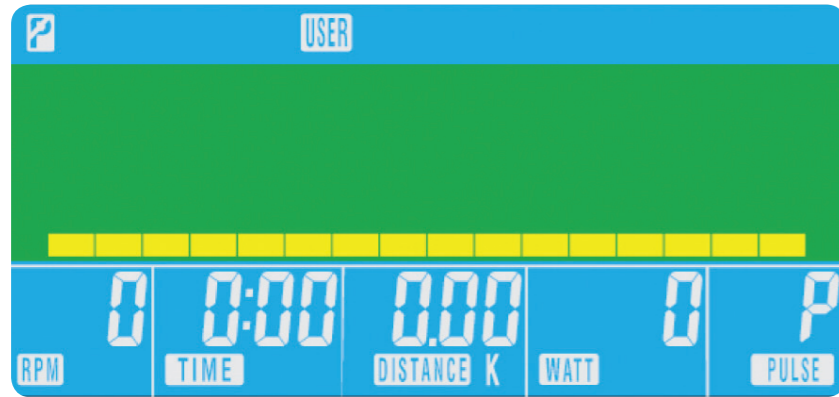 P USER
0 0:00 0.00 0 P
RPM TIME DISTANCE K WATT PULSE